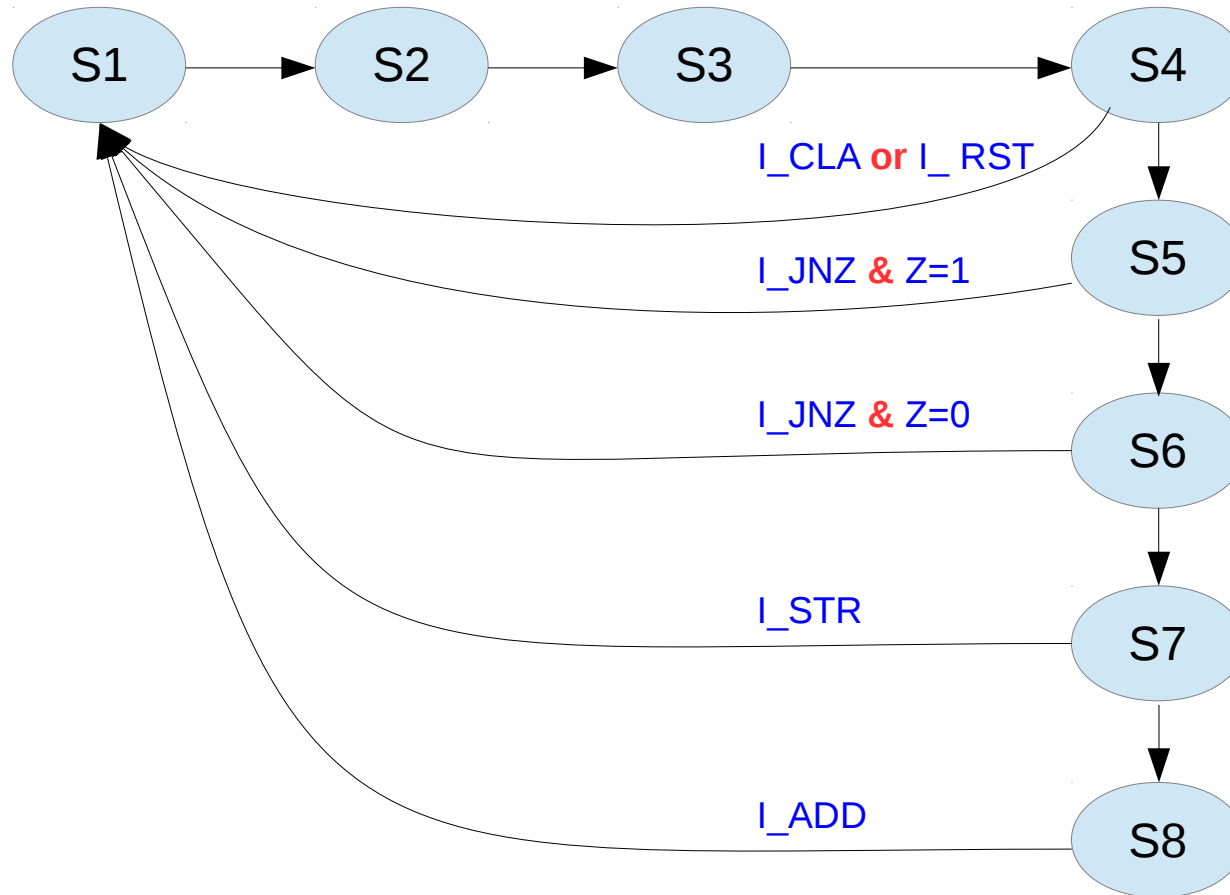 S1
S2
S3
S4
I_CLA or I_ RST
S5
I_JNZ & Z=1
I_JNZ & Z=0
S6
I_STR
S7
I_ADD
S8